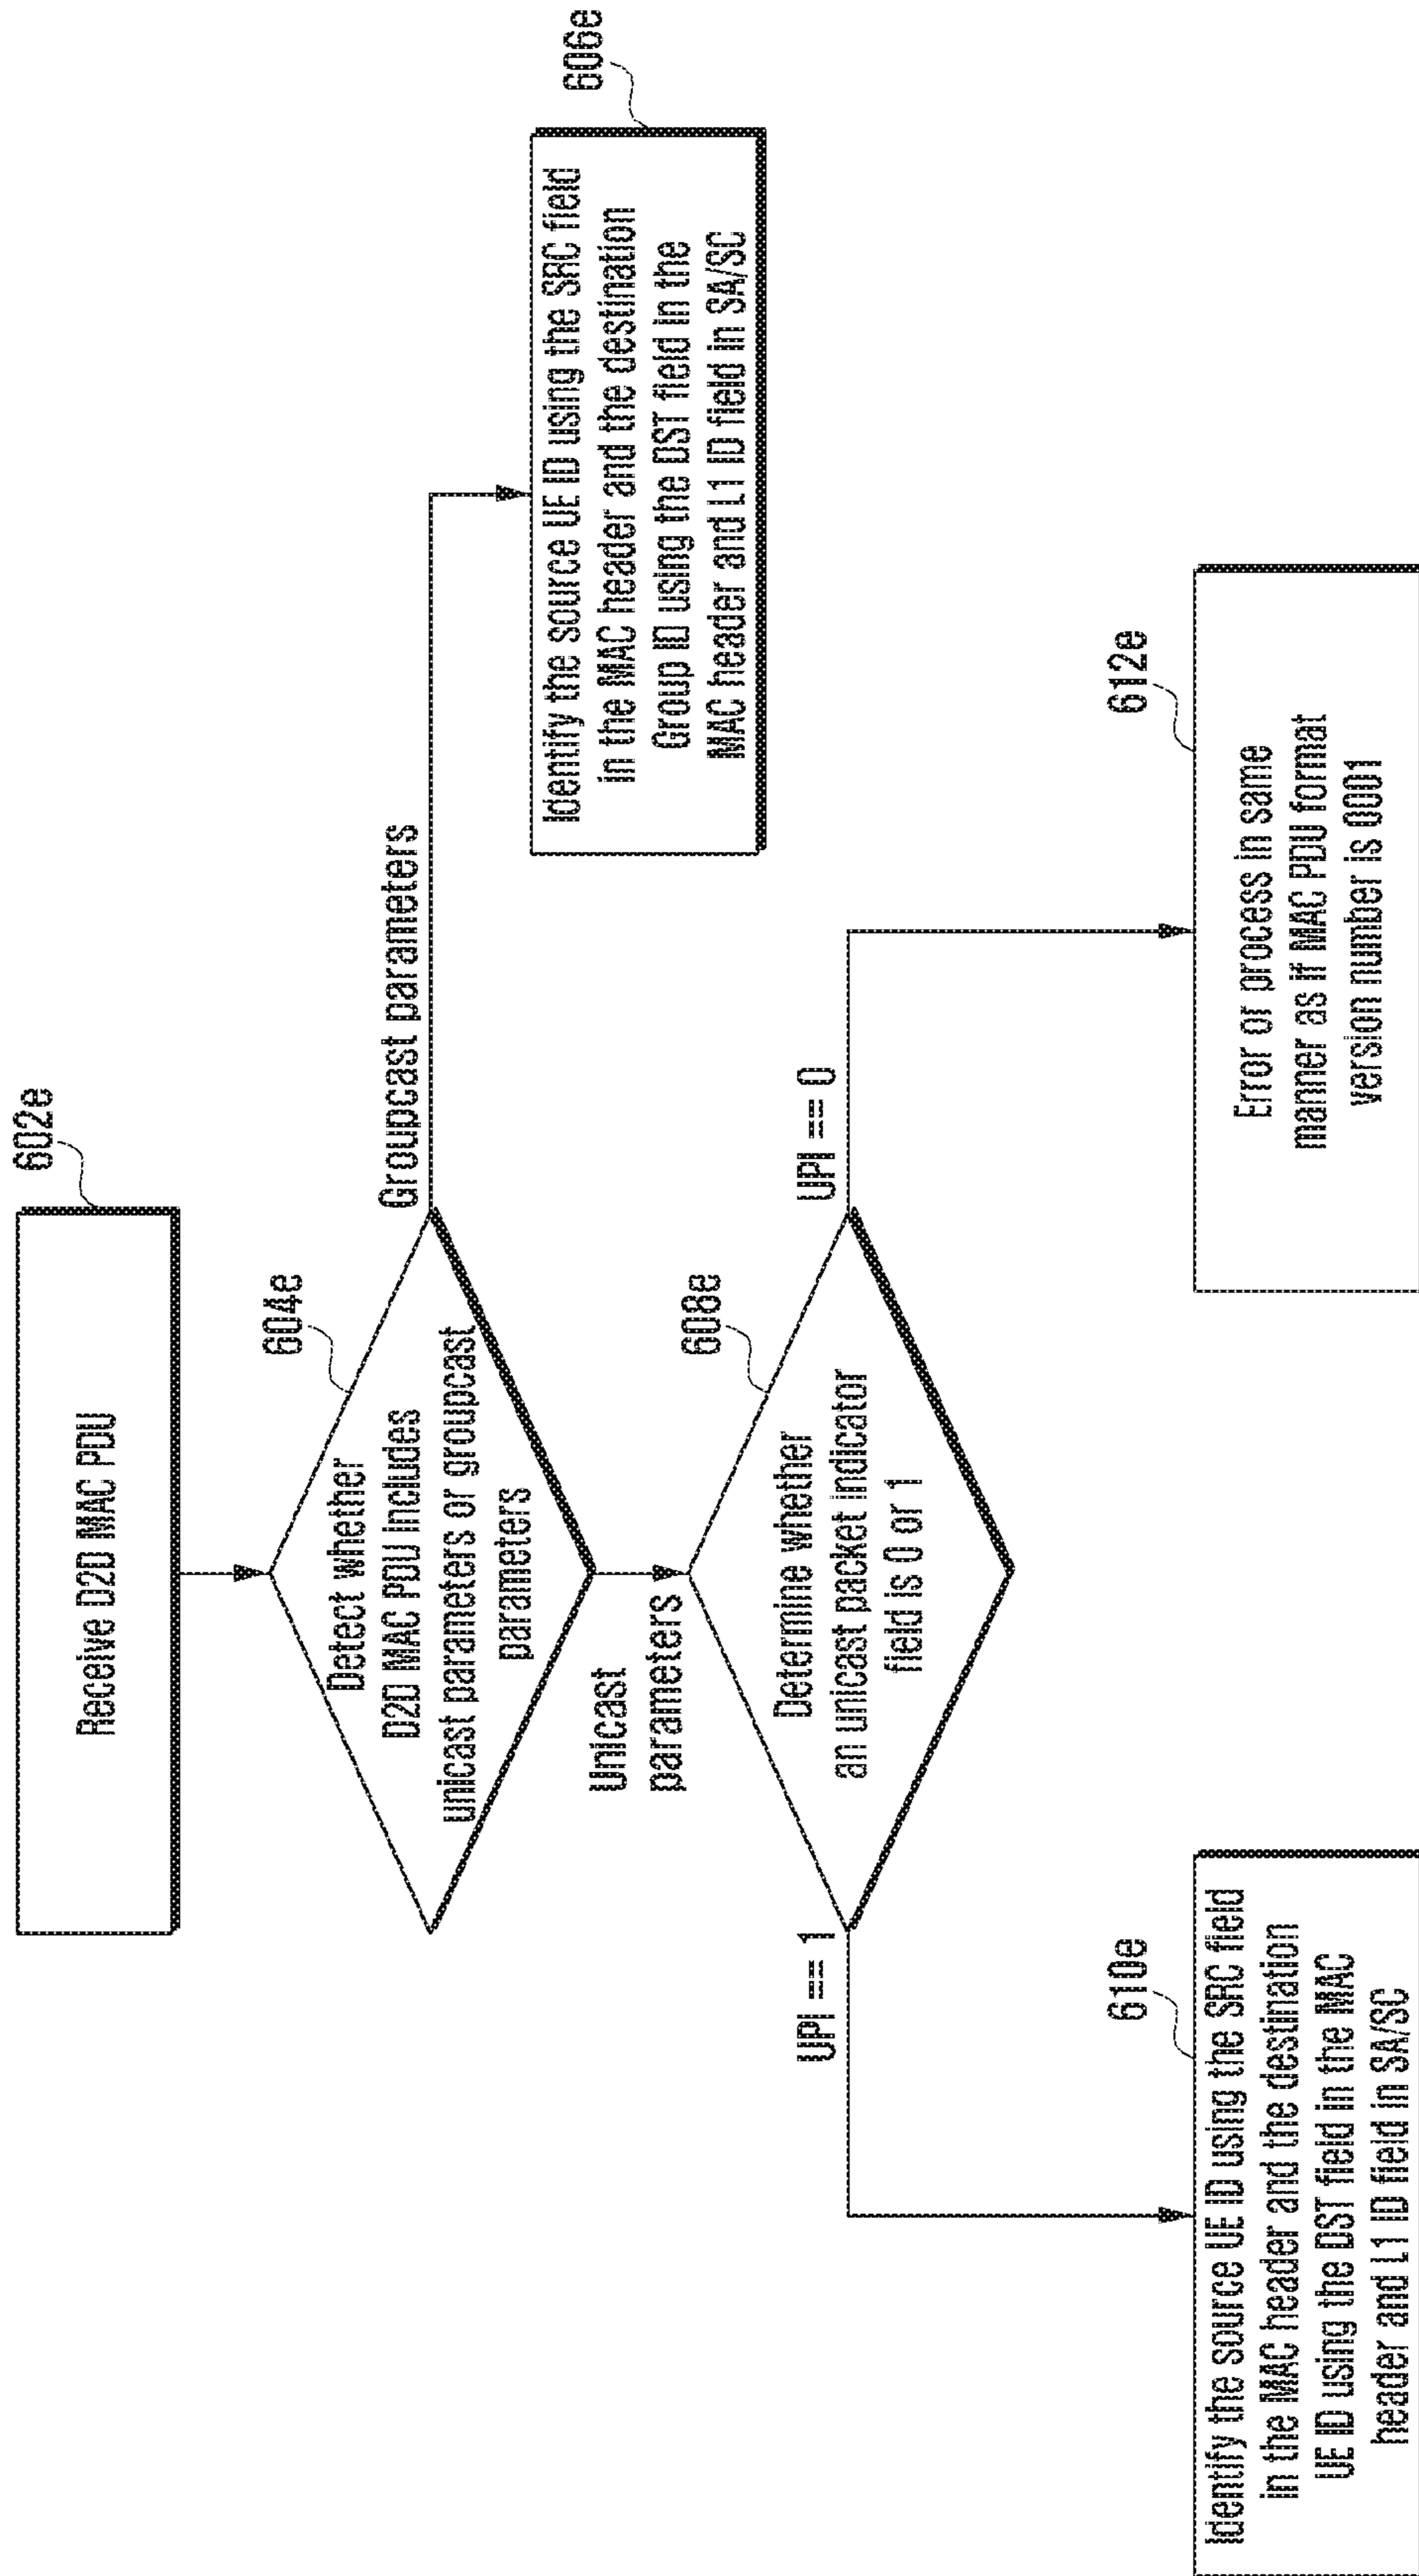 602e
Receive D2D MAC PDU
604e
Detect whether
D2D MAC PDU includes
unicast parameters or groupcast
parameters
Groupcast parameters
606e
Identify the source UE ID using the SRC field
in the MAC header and the destination
Group ID using the DST field in the
MAC header and L1 ID field in SA/SC
Unicast
parameters
608e
Determine whether
an unicast packet indicator
field is 0 or 1
UPI == 1
UPI == 0
610e
Identify the source UE ID using the SRC field
in the MAC header and the destination
UE ID using the DST field in the MAC
header and L1 ID field in SA/SC
612e
Error or process in same
manner as if MAC PDU format
version number is 0001